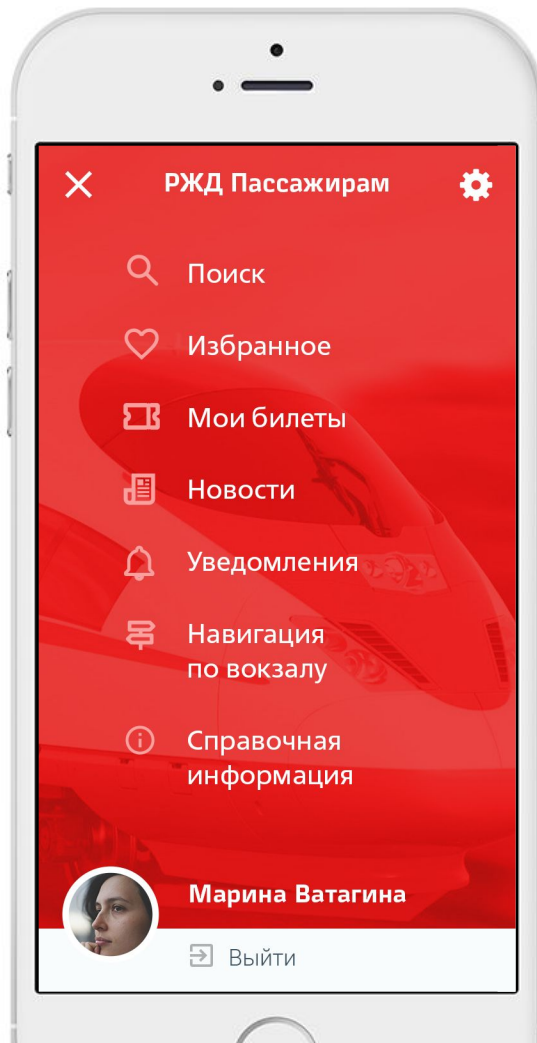 РЖД Пассажирам
Поиск
Избранное
Мои билеты
Новости
Уведомления
Навигация
по вокзалу
Справочная
информация
Марина Ватагина
Выйти